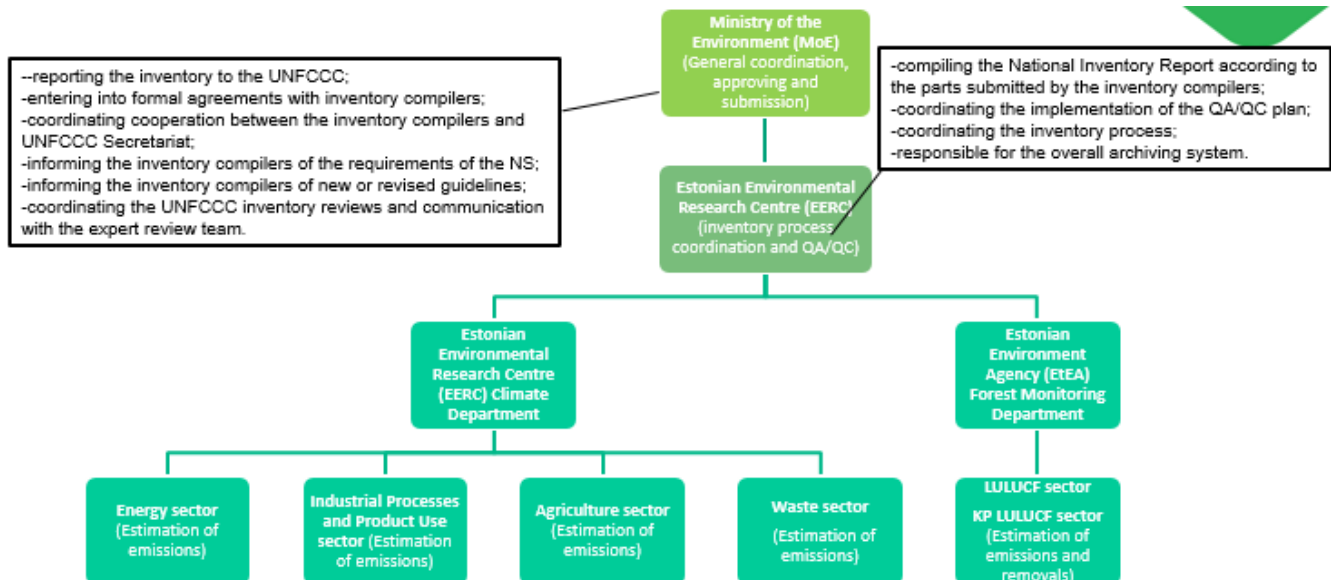 Ministry of the
Environment (MoE)
(General coordination,
approving and
submission)
--reporting the inventory to the UNFCCC;
-entering into formal agreements with inventory compilers;
-coordinating cooperation between the inventory compilers and
UNFCCC Secretariat;
-informing the inventory compilers of the requirements of the NS;
-informing the inventory compilers of new or revised guidelines;
-coordinating the UNFCCC inventory reviews and communication
with the expert review team.
-compiling the National Inventory Report according to
the parts submitted by the inventory compilers;
-coordinating the implementation of the QA/QC plan;
-coordinating the inventory process;
-responsible for the overall archiving system.
Estonian Environmental
Research Centre (EERC)
(inventory process
coordination and QA/QC)
Estonian
Environmental
Research Centre
(EERC) Climate
Department
Estonian
Environment
Agency (EtEA)
Forest Monitoring
Department
Energy sector
(Estimation of
emissions)
Industrial Processes
and Product Use
sector (Estimation
of emissions)
Agriculture sector
(Estimation of
emissions)
Waste sector
(Estimation of
emissions)
LULUCF sector
KP LULUCF sector
(Estimation of
emissions and
removals)